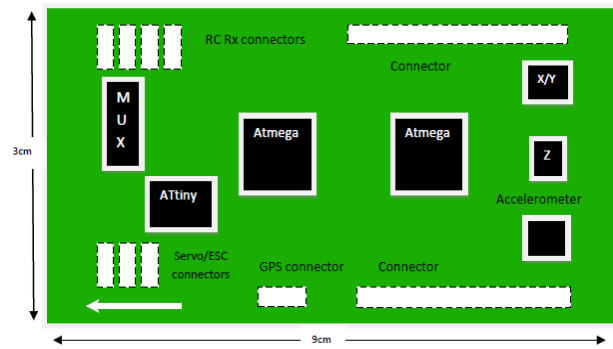 RC Rx connectors
Connector
X/Y
M
U
X
Atmega
Atmega
3cm
Z
ATtiny
Accelerometer
Servo/ESC
connectors
GPS connector
Connector
9cm